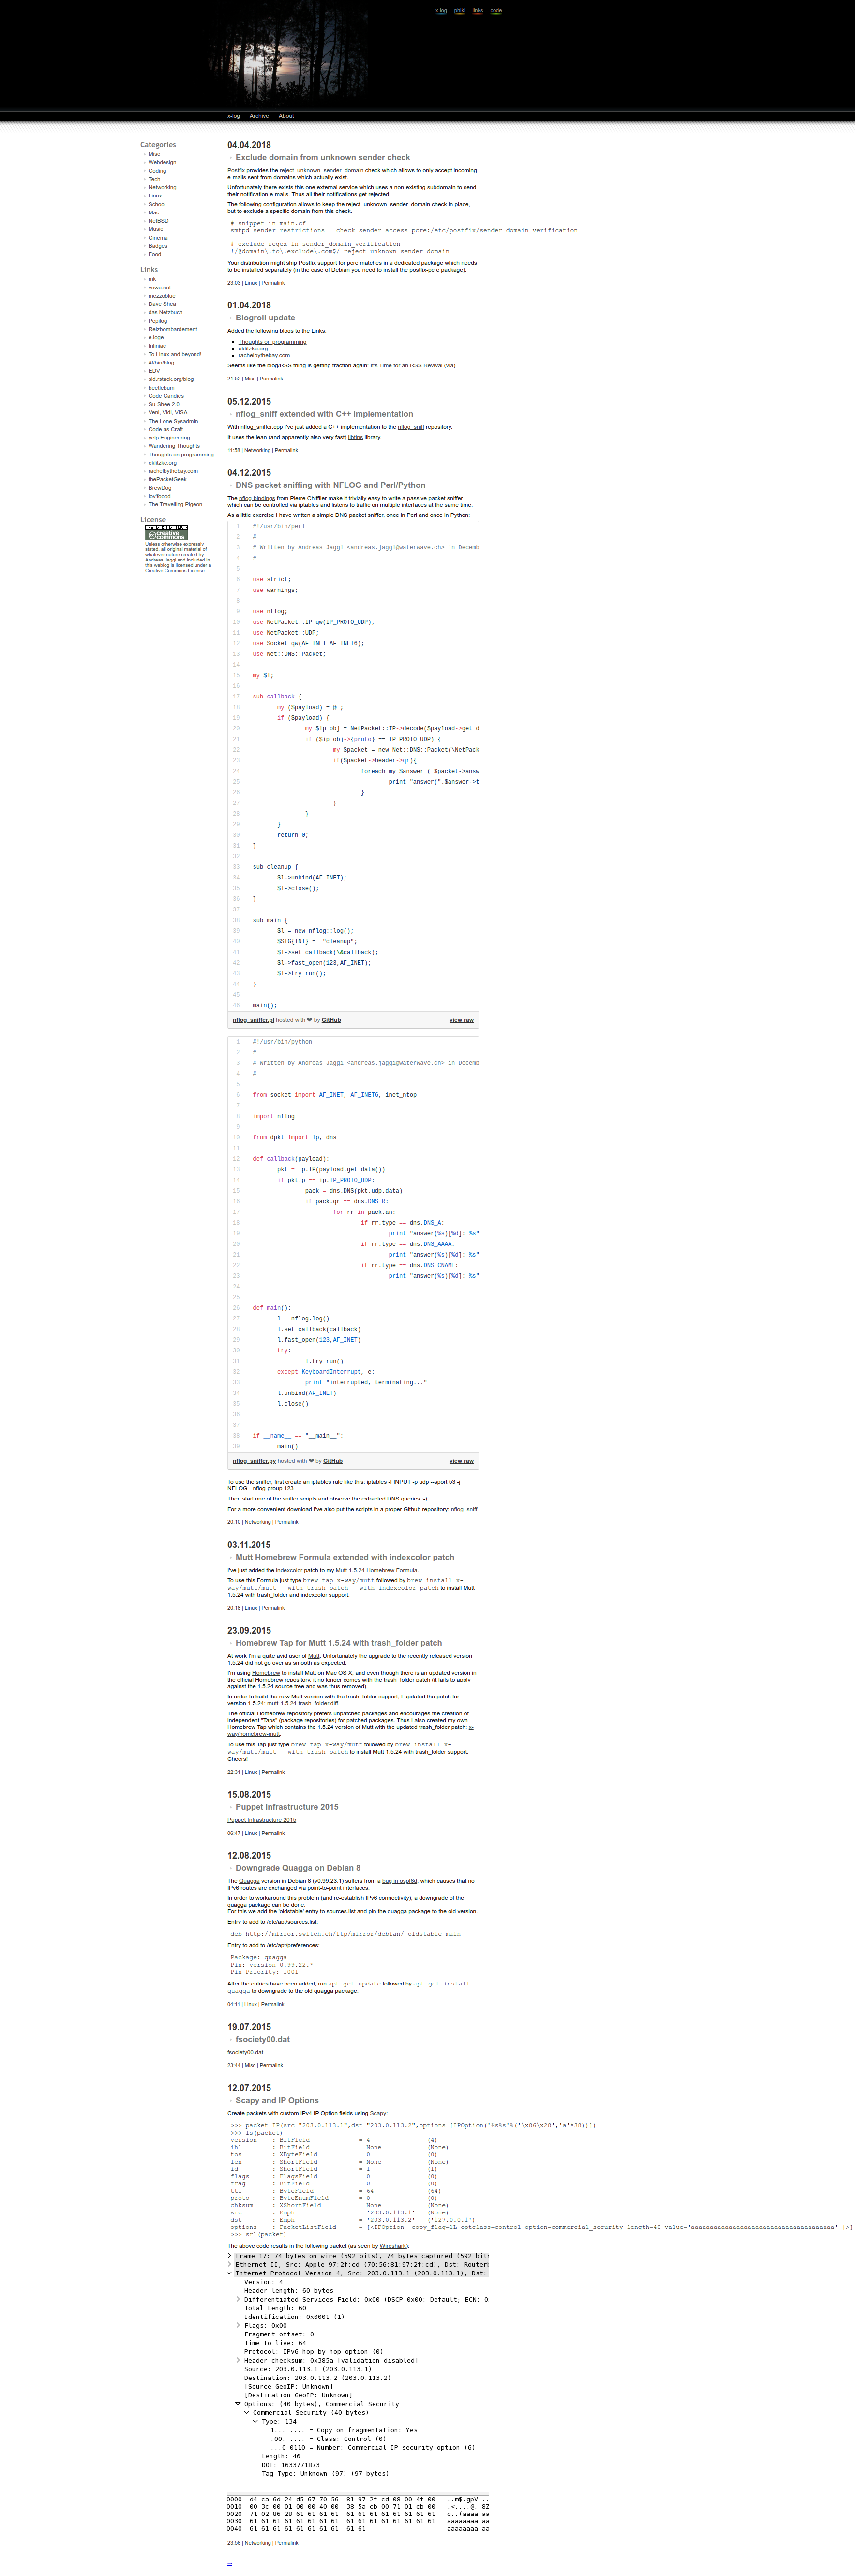 x-log phiki links code
x-log Archive About
Categories
Misc
Webdesign
Coding
Tech
Networking
Linux
School
Mac
NetBSD
Music
Cinema
Badges
Food
Links
mk
vowe.net
mezzoblue
Dave Shea
das Netzbuch
Pepilog
Reizbombardement
e.loge
Inliniac
To Linux and beyond!
#!/bin/blog
EDV
sid.rstack.org/blog
beetlebum
Code Candies
Su-Shee 2.0
Veni, Vidi, VISA
The Lone Sysadmin
Code as Craft
yelp Engineering
Wandering Thoughts
Thoughts on programming
eklitzke.org
rachelbythebay.com
thePacketGeek
BrewDog
lov'foood
The Travelling Pigeon
License
SOME RIGHTS RESERVED
creative commons
Unless otherwise expressly
stated, all original material of
whatever nature created by
Andreas Jaggi and included in
this weblog is licensed under a
Creative Commons License.
04.04.2018
Exclude domain from unknown sender check
Postfix provides the reject_unknown_sender_domain check which allows to only accept incoming
e-mails sent from domains which actually exist.
Unfortunately there exists this one external service which uses a non-existing subdomain to send
their notification e-mails. Thus all their notifications get rejected.
The following configuration allows to keep the reject_unknown_sender_domain check in place,
but to exclude a specific domain from this check.
# snippet in main.cf
smtpd_sender_restrictions = check_sender_access pcre:/etc/postfix/sender_domain_verification
# exclude regex in sender_domain_verification
!/@domain\.to\.exclude\.com$/ reject_unknown_sender_domain
Your distribution might ship Postfix support for pcre matches in a dedicated package which needs
to be installed separately (in the case of Debian you need to install the postfix-pcre package).
23:03 | Linux | Permalink
01.04.2018
Blogroll update
Added the following blogs to the Links:
Thoughts on programming
eklitzke.org
rachelbythebay.com
Seems like the blog/RSS thing is getting traction again: It's Time for an RSS Revival (via)
21:52 | Misc | Permalink
05.12.2015
nflog_sniff extended with C++ implementation
With nflog_sniffer.cpp I've just added a C++ implementation to the nflog_sniff repository.
It uses the lean (and apparently also very fast) libtins library.
11:58 | Networking | Permalink
04.12.2015
DNS packet sniffing with NFLOG and Perl/Python
The nflog-bindings from Pierre Chifflier make it trivially easy to write a passive packet sniffer
which can be controlled via iptables and listens to traffic on multiple interfaces at the same time.
As a little exercise I have written a simple DNS packet sniffer, once in Perl and once in Python:
1 #!/usr/bin/perl
2 #
3 # Written by Andreas Jaggi <andreas.jaggi@waterwave.ch> in Decemb
4 #
5
6 use strict;
7 use warnings;
8
9 use nflog;
10 use NetPacket::IP qw(IP_PROTO_UDP);
11 use NetPacket::UDP;
12 use Socket qw(AF_INET AF_INET6);
13 use Net::DNS::Packet;
14
15 my $l;
16
17 sub callback {
18 my ($payload) = @_;
19 if ($payload) {
20 my $ip_obj = NetPacket::IP->decode($payload->get_d
21 if ($ip_obj->{proto} == IP_PROTO_UDP) {
22 my $packet = new Net::DNS::Packet(\NetPack
23 if($packet->header->qr){
24 foreach my $answer ( $packet->answ
25 print "answer(".$answer->t
26 }
27 }
28 }
29 }
30 return 0;
31 }
32
33 sub cleanup {
34 $l->unbind(AF_INET);
35 $l->close();
36 }
37
38 sub main {
39 $l = new nflog::log();
40 $SIG{INT} = "cleanup";
41 $l->set_callback(\&callback);
42 $l->fast_open(123,AF_INET);
43 $l->try_run();
44 }
45
46 main();
nflog_sniffer.pl hosted with ❤ by GitHub view raw
1 #!/usr/bin/python
2 #
3 # Written by Andreas Jaggi <andreas.jaggi@waterwave.ch> in Decemb
4 #
5
6 from socket import AF_INET, AF_INET6, inet_ntop
7
8 import nflog
9
10 from dpkt import ip, dns
11
12 def callback(payload):
13 pkt = ip.IP(payload.get_data())
14 if pkt.p == ip.IP_PROTO_UDP:
15 pack = dns.DNS(pkt.udp.data)
16 if pack.qr == dns.DNS_R:
17 for rr in pack.an:
18 if rr.type == dns.DNS_A:
19 print "answer(%s)[%d]: %s"
20 if rr.type == dns.DNS_AAAA:
21 print "answer(%s)[%d]: %s"
22 if rr.type == dns.DNS_CNAME:
23 print "answer(%s)[%d]: %s"
24
25
26 def main():
27 l = nflog.log()
28 l.set_callback(callback)
29 l.fast_open(123,AF_INET)
30 try:
31 l.try_run()
32 except KeyboardInterrupt, e:
33 print "interrupted, terminating..."
34 l.unbind(AF_INET)
35 l.close()
36
37
38 if __name__ == "__main__":
39 main()
nflog_sniffer.py hosted with ❤ by GitHub view raw
To use the sniffer, first create an iptables rule like this: iptables -I INPUT -p udp --sport 53 -j
NFLOG --nflog-group 123
Then start one of the sniffer scripts and observe the extracted DNS queries :-)
For a more convenient download I've also put the scripts in a proper Github repository: nflog_sniff
20:10 | Networking | Permalink
03.11.2015
Mutt Homebrew Formula extended with indexcolor patch
I've just added the indexcolor patch to my Mutt 1.5.24 Homebrew Formula.
To use this Formula just type brew tap x-way/mutt followed by brew install x-
way/mutt/mutt --with-trash-patch --with-indexcolor-patch to install Mutt
1.5.24 with trash_folder and indexcolor support.
20:18 | Linux | Permalink
23.09.2015
Homebrew Tap for Mutt 1.5.24 with trash_folder patch
At work I'm a quite avid user of Mutt. Unfortunately the upgrade to the recently released version
1.5.24 did not go over as smooth as expected.
I'm using Homebrew to install Mutt on Mac OS X, and even though there is an updated version in
the official Homebrew repository, it no longer comes with the trash_folder patch (it fails to apply
against the 1.5.24 source tree and was thus removed).
In order to build the new Mutt version with the trash_folder support, I updated the patch for
version 1.5.24: mutt-1.5.24-trash_folder.diff.
The official Homebrew repository prefers unpatched packages and encourages the creation of
independent "Taps" (package repositories) for patched packages. Thus I also created my own
Homebrew Tap which contains the 1.5.24 version of Mutt with the updated trash_folder patch: x-
way/homebrew-mutt.
To use this Tap just type brew tap x-way/mutt followed by brew install x-
way/mutt/mutt --with-trash-patch to install Mutt 1.5.24 with trash_folder support.
Cheers!
22:31 | Linux | Permalink
15.08.2015
Puppet Infrastructure 2015
Puppet Infrastructure 2015
06:47 | Linux | Permalink
12.08.2015
Downgrade Quagga on Debian 8
The Quagga version in Debian 8 (v0.99.23.1) suffers from a bug in ospf6d, which causes that no
IPv6 routes are exchanged via point-to-point interfaces.
In order to workaround this problem (and re-establish IPv6 connectivity), a downgrade of the
quagga package can be done.
For this we add the 'oldstable' entry to sources.list and pin the quagga package to the old version.
Entry to add to /etc/apt/sources.list:
deb http://mirror.switch.ch/ftp/mirror/debian/ oldstable main
Entry to add to /etc/apt/preferences:
Package: quagga
Pin: version 0.99.22.*
Pin-Priority: 1001
After the entries have been added, run apt-get update followed by apt-get install
quagga to downgrade to the old quagga package.
04:11 | Linux | Permalink
19.07.2015
fsociety00.dat
fsociety00.dat
23:44 | Misc | Permalink
12.07.2015
Scapy and IP Options
Create packets with custom IPv4 IP Option fields using Scapy:
>>> packet=IP(src="203.0.113.1",dst="203.0.113.2",options=[IPOption('%s%s'%('\x86\x28','a'*38))])
>>> ls(packet)
version : BitField = 4 (4)
ihl : BitField = None (None)
tos : XByteField = 0 (0)
len : ShortField = None (None)
id : ShortField = 1 (1)
flags : FlagsField = 0 (0)
frag : BitField = 0 (0)
ttl : ByteField = 64 (64)
proto : ByteEnumField = 0 (0)
chksum : XShortField = None (None)
src : Emph = '203.0.113.1' (None)
dst : Emph = '203.0.113.2' ('127.0.0.1')
options : PacketListField = [<IPOption copy_flag=1L optclass=control option=commercial_security length=40 value='aaaaaaaaaaaaaaaaaaaaaaaaaaaaaaaaaaaaaa' |>]
>>> sr1(packet)
The above code results in the following packet (as seen by Wireshark):
Frame 17: 74 bytes on wire (592 bits), 74 bytes captured (592 bits
Ethernet II, Src: Apple_97:2f:cd (70:56:81:97:2f:cd), Dst: Routerb
Internet Protocol Version 4, Src: 203.0.113.1 (203.0.113.1), Dst:
Version: 4
Header length: 60 bytes
Differentiated Services Field: 0x00 (DSCP 0x00: Default; ECN: 0
Total Length: 60
Identification: 0x0001 (1)
Flags: 0x00
Fragment offset: 0
Time to live: 64
Protocol: IPv6 hop-by-hop option (0)
Header checksum: 0x385a [validation disabled]
Source: 203.0.113.1 (203.0.113.1)
Destination: 203.0.113.2 (203.0.113.2)
[Source GeoIP: Unknown]
[Destination GeoIP: Unknown]
Options: (40 bytes), Commercial Security
Commercial Security (40 bytes)
Type: 134
1... .... = Copy on fragmentation: Yes
.00. .... = Class: Control (0)
...0 0110 = Number: Commercial IP security option (6)
Length: 40
DOI: 1633771873
Tag Type: Unknown (97) (97 bytes)
0000 d4 ca 6d 24 d5 67 70 56 81 97 2f cd 08 00 4f 00 ..m$.gpV ..
0010 00 3c 00 01 00 00 40 00 38 5a cb 00 71 01 cb 00 .<....@. 8Z
0020 71 02 86 28 61 61 61 61 61 61 61 61 61 61 61 61 q..(aaaa aa
0030 61 61 61 61 61 61 61 61 61 61 61 61 61 61 61 61 aaaaaaaa aa
0040 61 61 61 61 61 61 61 61 61 61 aaaaaaaa aa
23:56 | Networking | Permalink